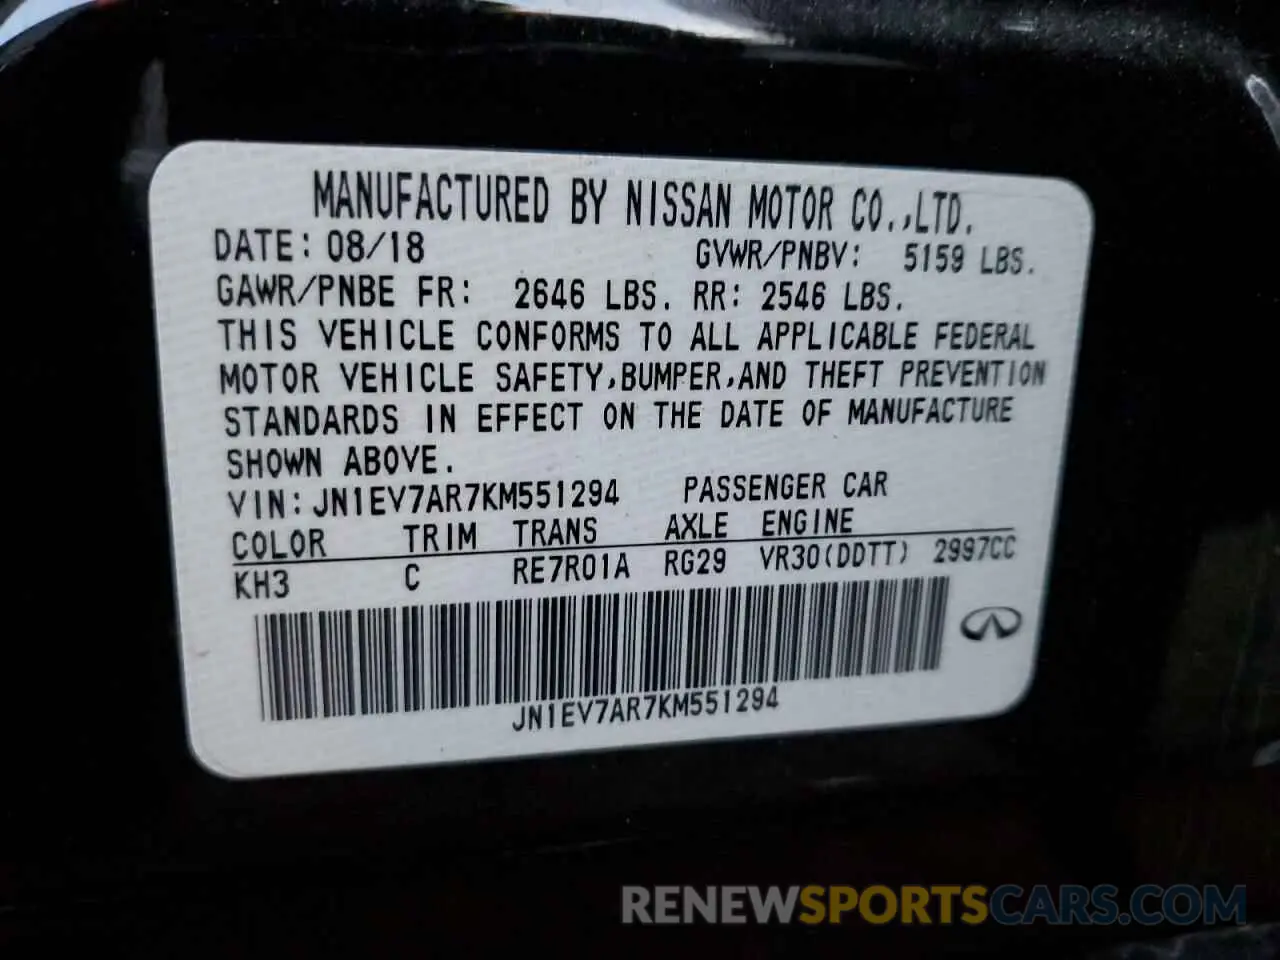 MANUFACTURED BY NISSAN MOTOR CO.,LTD.
DATE: 08/18 GVWR/PNBV: 5159 LBS.
GAWR/PNBE FR: 2646 LBS. RR: 2546 LBS.
THIS VEHICLE CONFORMS TO ALL APPLICABLE FEDERAL
MOTOR VEHICLE SAFETY,BUMPER,AND THEFT PREVENTION
STANDARDS IN EFFECT ON THE DATE OF MANUFACTURE
SHOWN ABOVE.
VIN: JN1EV7AR7KM551294 PASSENGER CAR
COLOR TRIM TRANS AXLE ENGINE
KH3 C RE7R01A RG29 VR30(DDTT) 2997CC
JN1EV7AR7KM551294
RENEWSPORTSCARS.COM